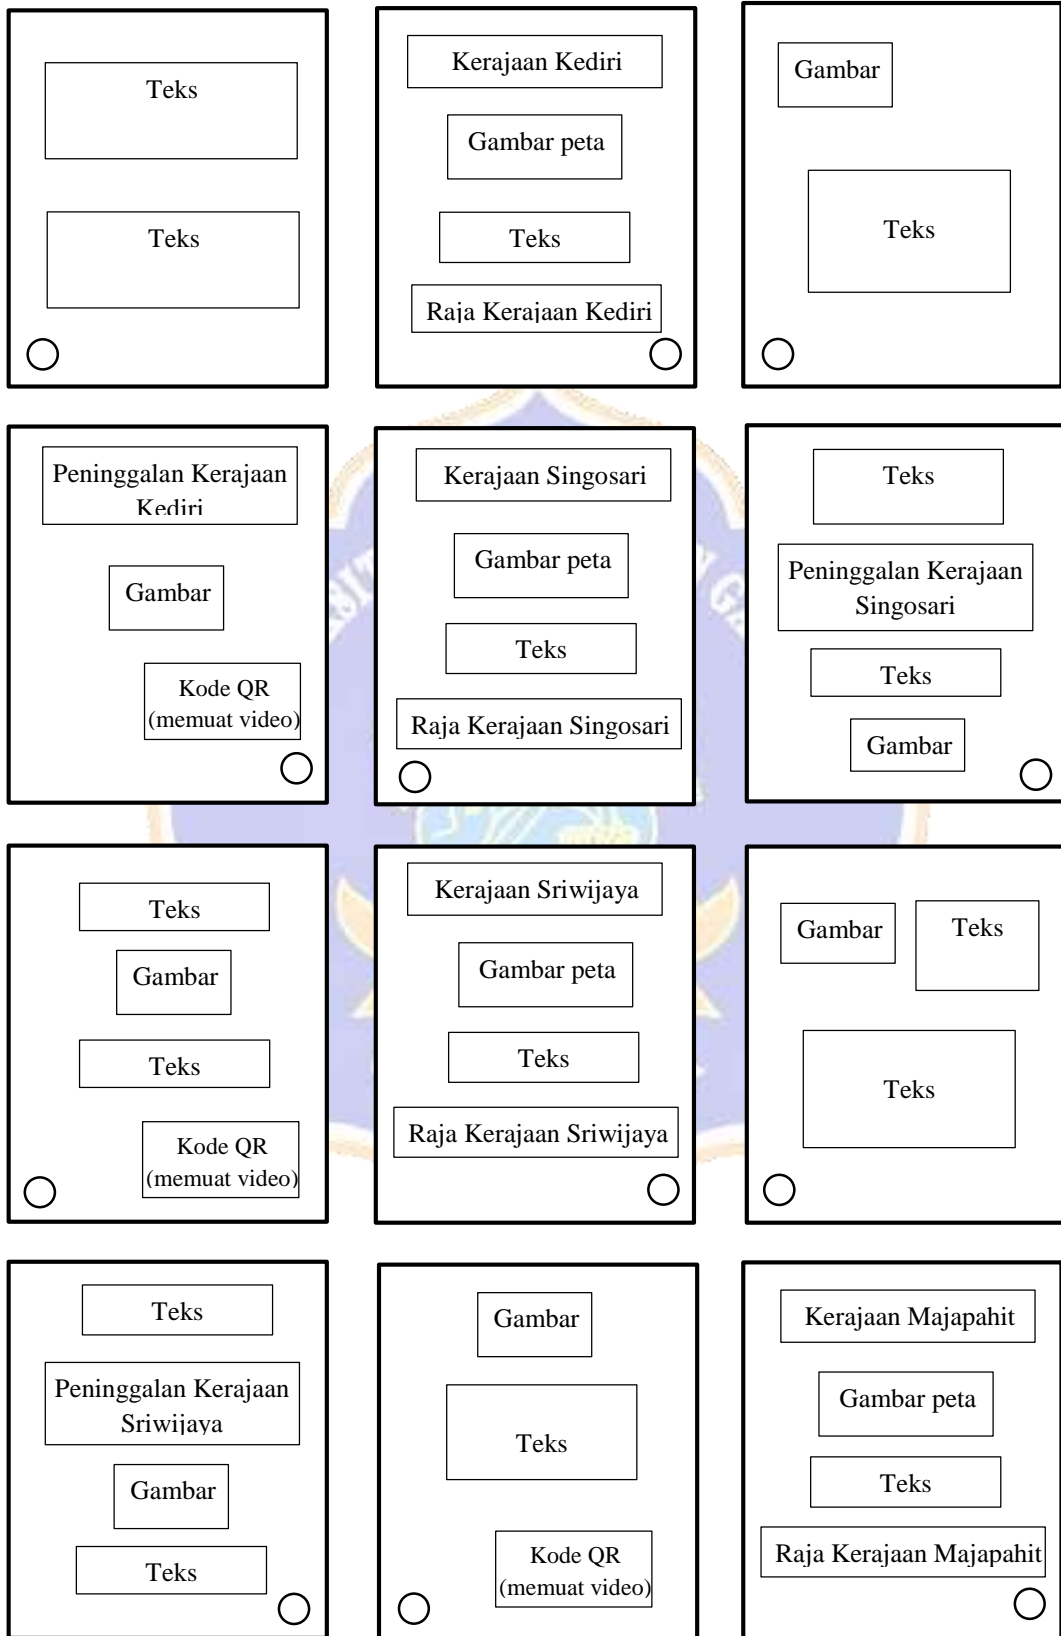 Teks
Teks
Kerajaan Kediri
Gambar peta
Teks
Raja Kerajaan Kediri
Gambar
Teks
Peninggalan Kerajaan
Kediri
Gambar
Kode QR
(memuat video)
Kerajaan Singosari
Gambar peta
Teks
Raja Kerajaan Singosari
Teks
Peninggalan Kerajaan
Singosari
Teks
Gambar
Teks
Gambar
Teks
Kode QR
(memuat video)
Kerajaan Sriwijaya
Gambar peta
Teks
Raja Kerajaan Sriwijaya
Gambar
Teks
Teks
Teks
Peninggalan Kerajaan
Sriwijaya
Gambar
Teks
Gambar
Teks
Kode QR
(memuat video)
Kerajaan Majapahit
Gambar peta
Teks
Raja Kerajaan Majapahit